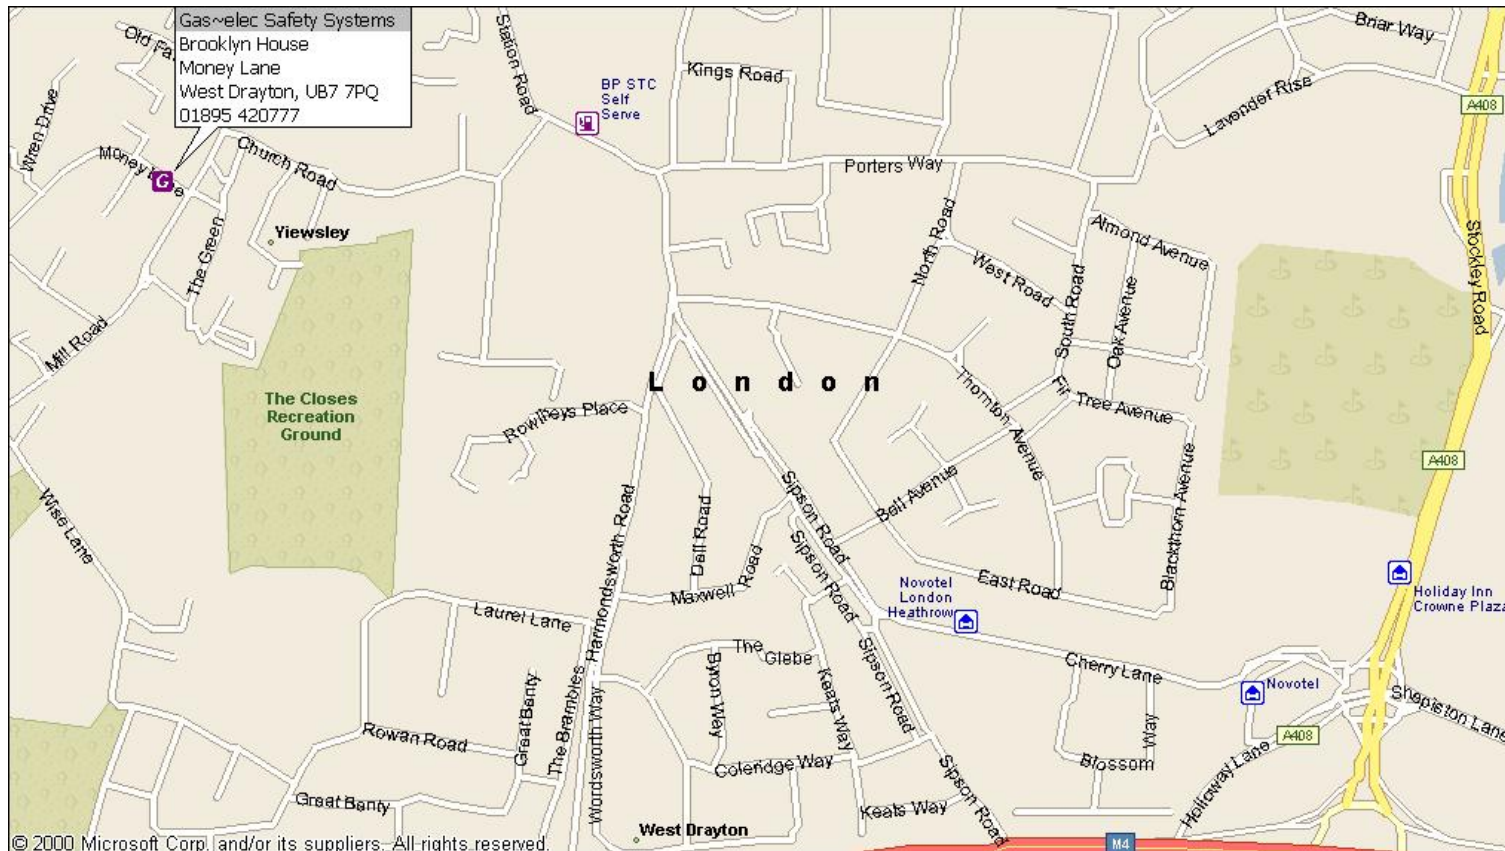 Gas~elec Safety Systems
Brooklyn House
Money Lane
West Drayton, UB7 7PQ
01895 420777
Old Fa
Station Road
Briar Way
Kings Road
BP STC
Self
Serve
A408
Lavender Rise
Wren Drive
Money Lane
G
Church Road
Porters Way
Yiewsley
The Green
North Road
Almond Avenue
West Road
Stockley Road
South Road
Oak Avenue
Mill Road
London
The Closes
Recreation
Ground
Rowlheys Place
Thornton Avenue
Fir Tree Avenue
A408
Wise Lane
Sipson Road
Bell Avenue
Blackthorn Avenue
Harmondsworth Road
Dell Road
Sipson Road
Maxwell Road
East Road
Novotel
London
Heathrow
Holiday Inn
Crowne Plaza
Laurel Lane
The Glebe
Byron Way
Keats Way
Sipson Road
Cherry Lane
Novotel
Shepiston Lane
Great Banty
The Brambles
Wordsworth Way
Rowan Road
Way
A408
Coleridge Way
Blossom
Holloway Lane
Great Banty
Keats Way
Sipson Road
West Drayton
M4
© 2000 Microsoft Corp. and/or its suppliers. All rights reserved.